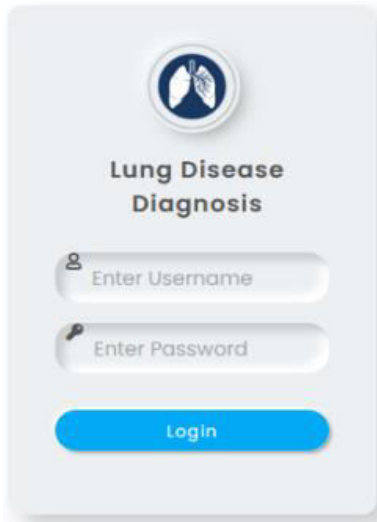 Lung Disease
Diagnosis
Enter Username
Enter Password
Login